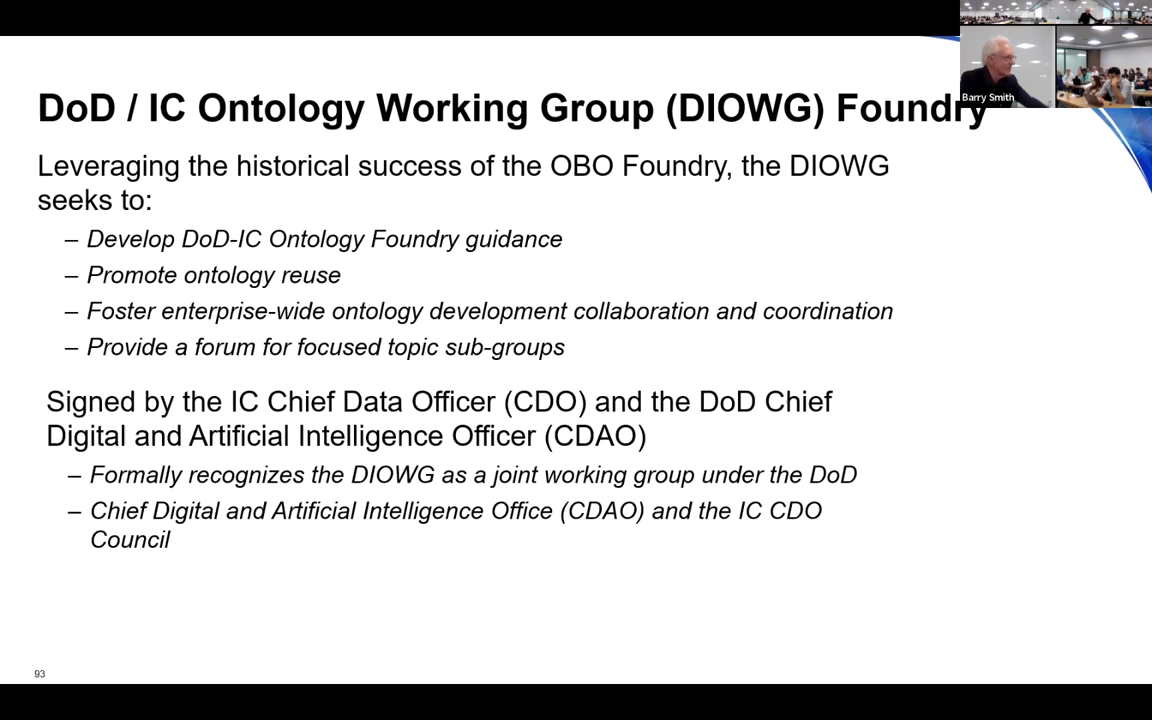 DoD / IC Ontology Working Group (DIOWG) Foundry
Barry Smith
Leveraging the historical success of the OBO Foundry, the DIOWG
seeks to:
– Develop DoD-IC Ontology Foundry guidance
– Promote ontology reuse
– Foster enterprise-wide ontology development collaboration and coordination
– Provide a forum for focused topic sub-groups
Signed by the IC Chief Data Officer (CDO) and the DoD Chief
Digital and Artificial Intelligence Officer (CDAO)
– Formally recognizes the DIOWG as a joint working group under the DoD
– Chief Digital and Artificial Intelligence Office (CDAO) and the IC CDO
Council
93